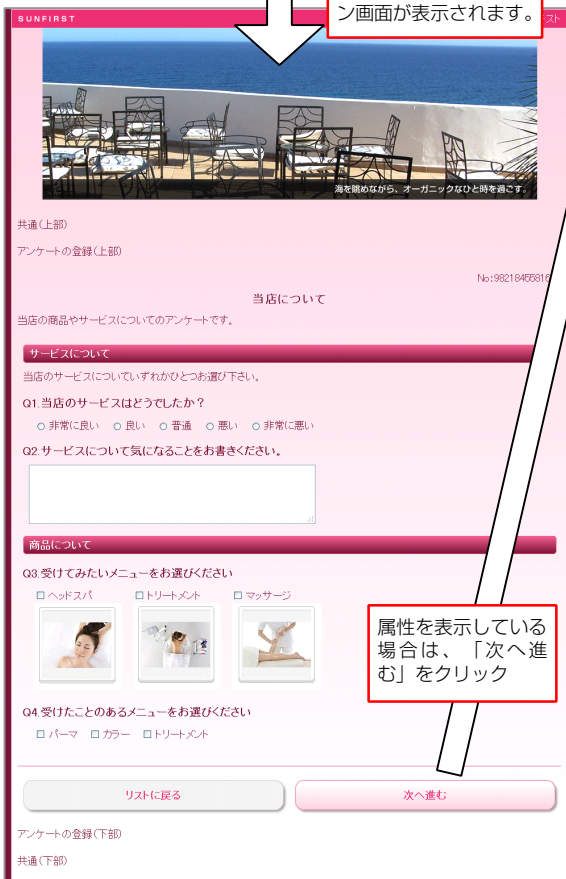 ン画面が表示されます。
SUNFIRST
スト
海を眺めながら、オーガニックなひと時を過ごす。
共通(上部)
アンケートの登録(上部)
No:98218455816
当店について
当店の商品やサービスについてのアンケートです。
サービスについて
当店のサービスについていずれかひとつお選び下さい。
Q1.当店のサービスはどうでしたか？
非常に良い 良い 普通 悪い 非常に悪い
Q2.サービスについて気になることをお書きください。
商品について
Q3.受けてみたいメニューをお選びください
ヘッドスパ トリートメント マッサージ
属性を表示している
場合は、「次へ進
む」をクリック
Q4.受けたことのあるメニューをお選びください
パーマ カラー トリートメント
リストに戻る 次へ進む
アンケートの登録(下部)
共通(下部)